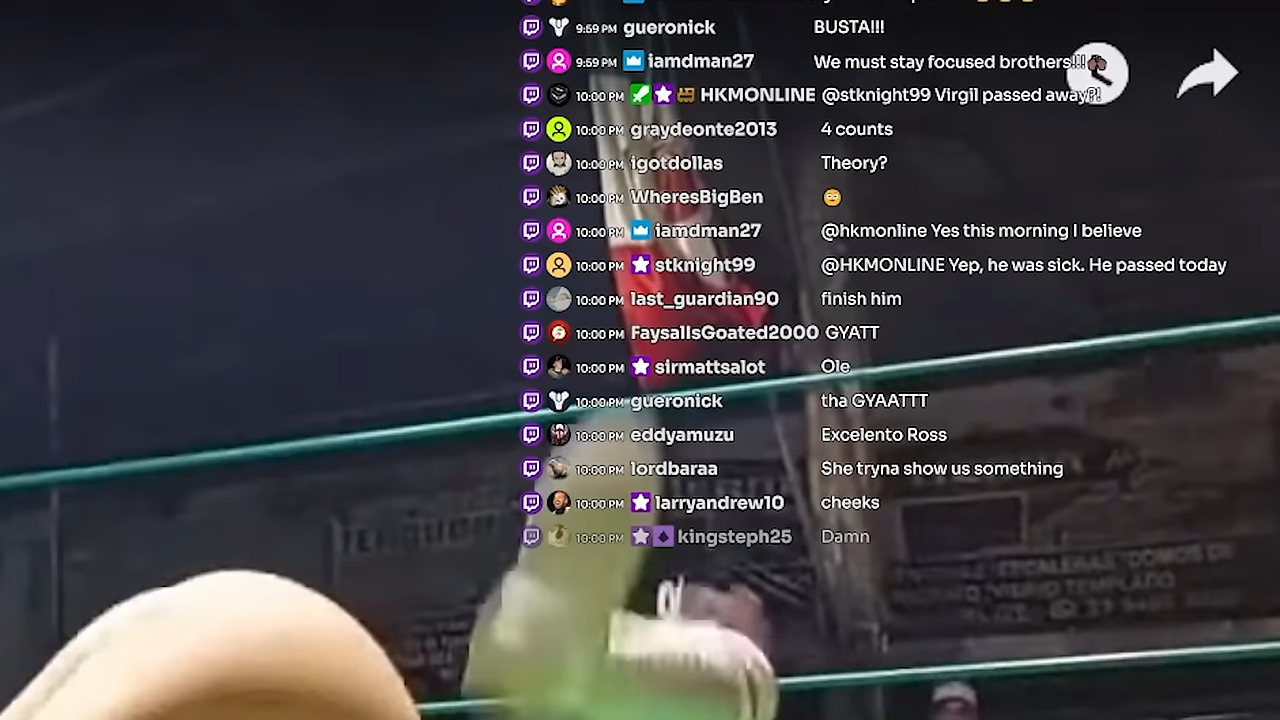 9:59 PM gueronick BUSTA!!!
9:59 PM iamdman27 We must stay focused brothers!!!
10:00 PM HKMONLINE @stknight99 Virgil passed away?!
10:00 PM graydeonte2013 4 counts
10:00 PM igotdollas Theory?
10:00 PM WheresBigBen 😳
10:00 PM iamdman27 @hkmonline Yes this morning I believe
10:00 PM stknight99 @HKMONLINE Yep, he was sick. He passed today
10:00 PM last_guardian90 finish him
10:00 PM FaysalIsGoated2000 GYATT
10:00 PM sirmattsalot Ole
10:00 PM gueronick tha GYAATTT
10:00 PM eddyamuzu Excelento Ross
10:00 PM lordbaraa She tryna show us something
10:00 PM larryandrew10 cheeks
10:00 PM kingsteph25 Damn
ESCALERAS DOMOS DE
VIDRIO TEMPLADO